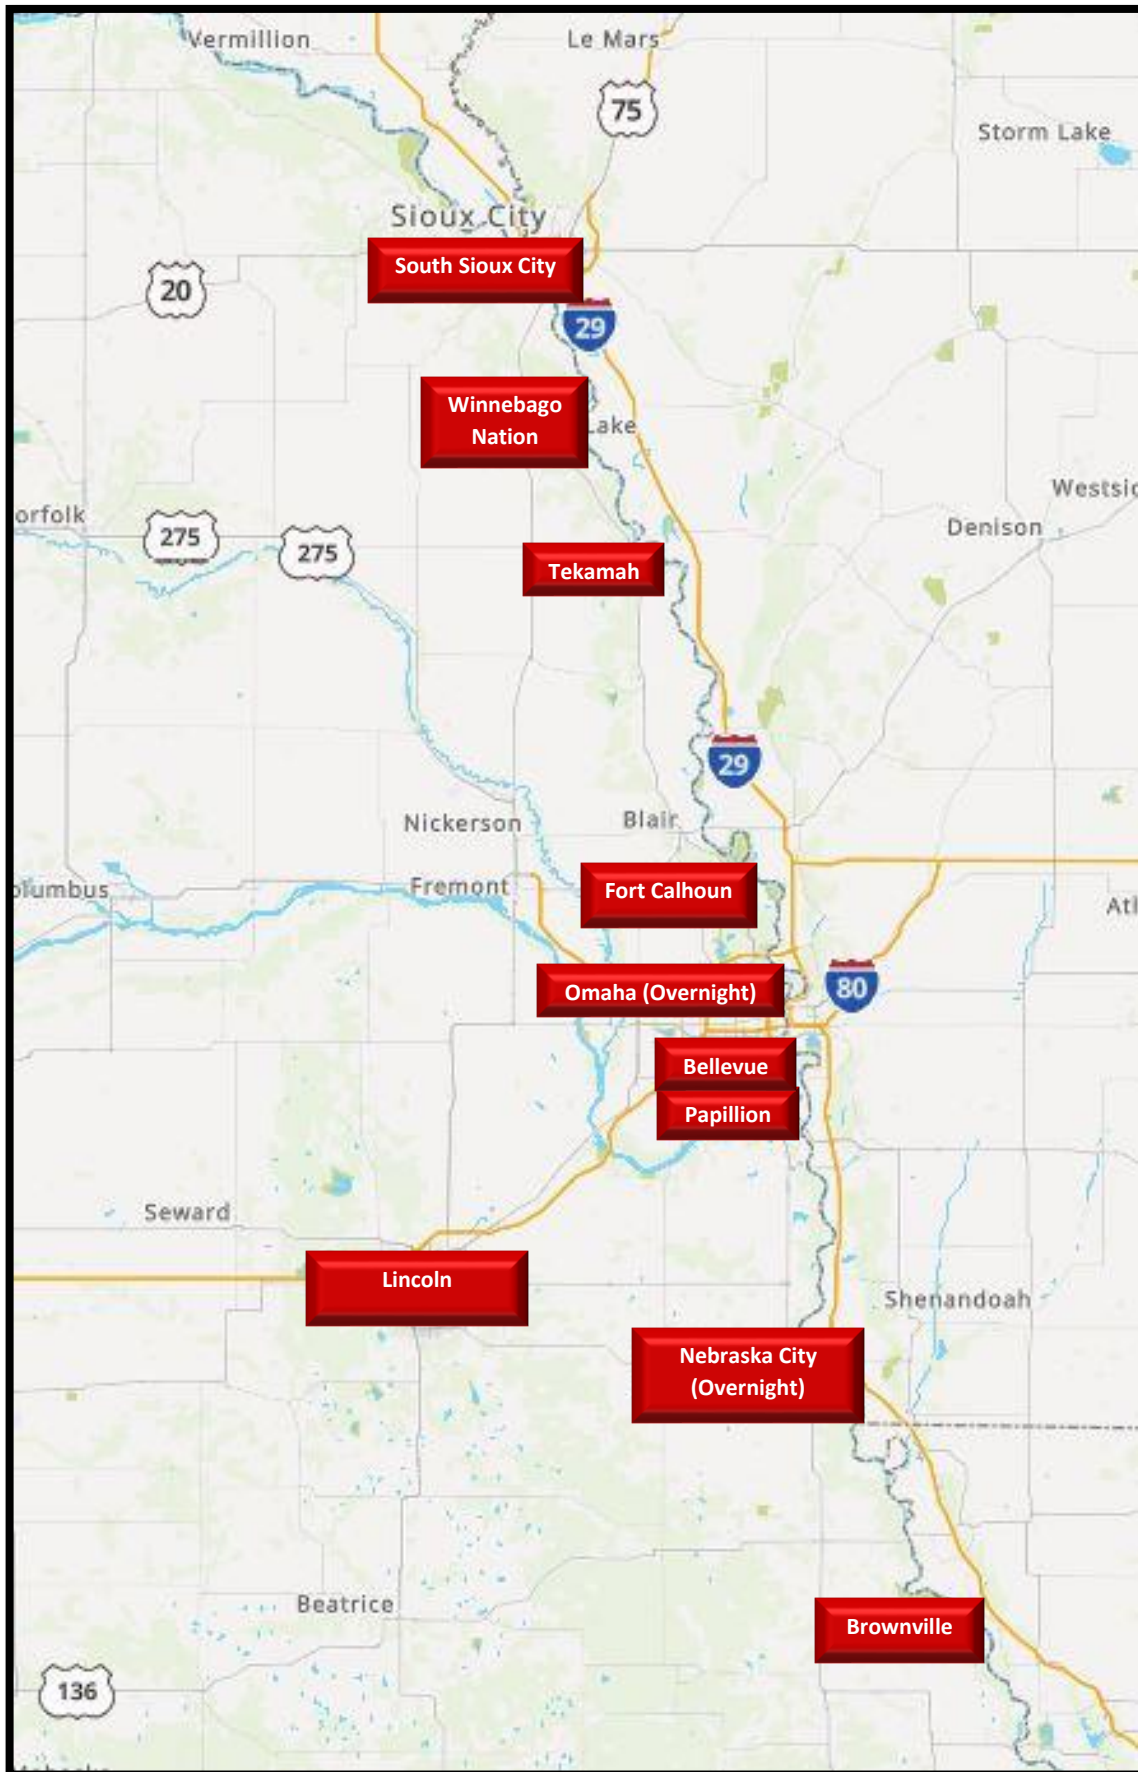 Vermillion
Le Mars
75
Storm Lake
Sioux City
South Sioux City
20
29
Winnebago
Nation
Lake
Westsid
orfolk
275
275
Denison
Tekamah
29
Nickerson
Blair
Fremont
olumbus
Fort Calhoun
Atl
Omaha (Overnight)
80
Bellevue
Papillion
Seward
Lincoln
Shenandoah
Nebraska City
(Overnight)
Beatrice
Brownville
136